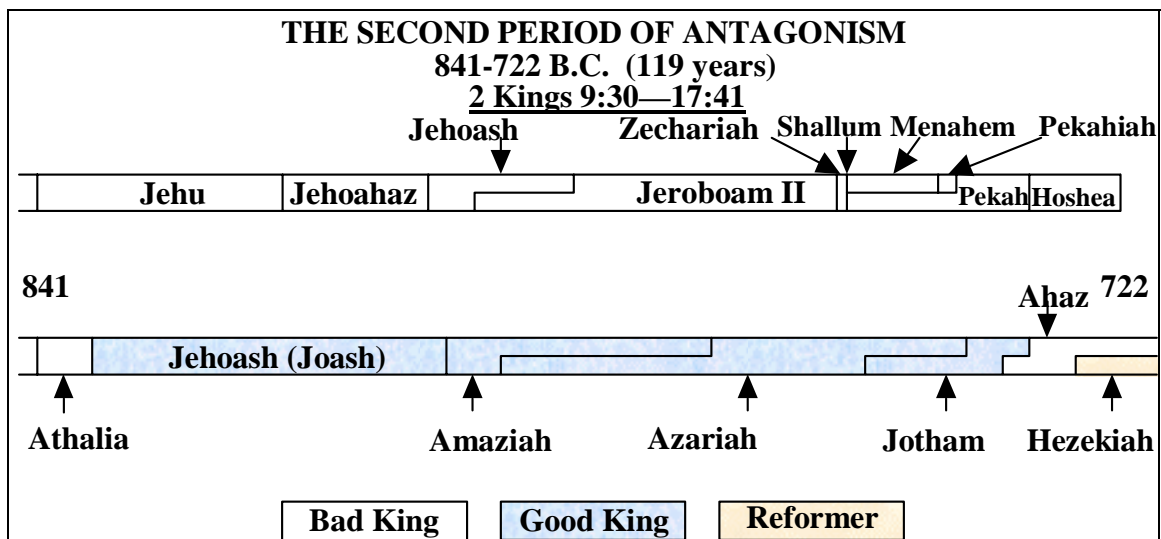 THE SECOND PERIOD OF ANTAGONISM
841-722 B.C. (119 years)
2 Kings 9:30—17:41
Jehoash Zechariah Shallum Menahem Pekahiah
Jehu Jehoahaz Jeroboam II Pekah Hoshea
841 722
Ahaz
Jehoash (Joash)
Athalia Amaziah Azariah Jotham Hezekiah
Bad King Good King Reformer